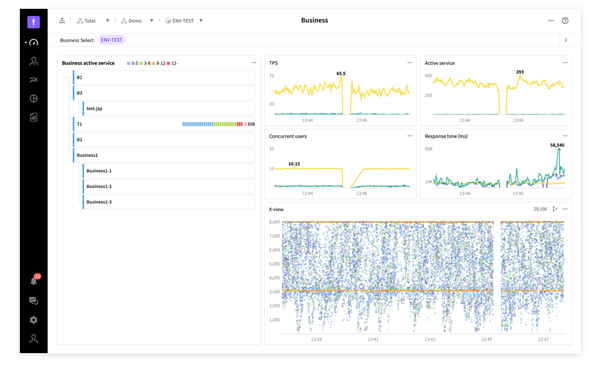 Total Demo ENV-TEST
Business
Business Select ENV-TEST
Business active service 0-3 3-8 8-12 12-
B1
B3
test.jsp
T1 308
B2
Business1
Business1-1
Business1-2
Business1-3
TPS
65.5
70
20
13:44 13:46
Active service
393
400
200
13:44 13:46
Concurrent users
20
10.15
10
13:44 13:46
Response time (ms)
58,540
13:44 13:46
X-view
29,106
8,000
7,000
6,000
5,000
4,000
3,000
2,000
1,000
13:39 13:41 13:43 13:45 13:47